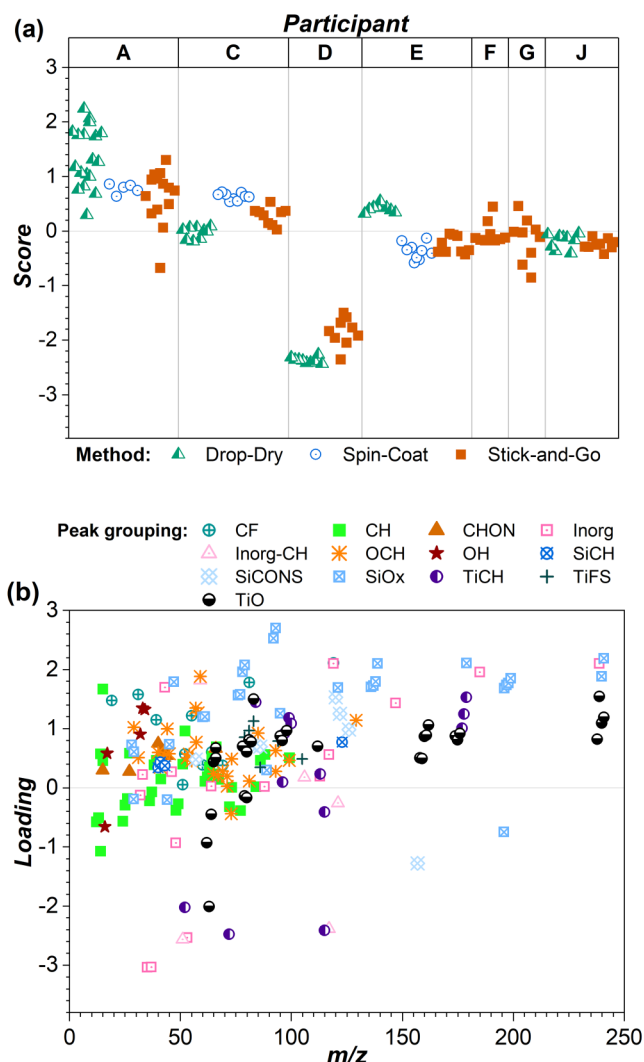 (a)
Participant
A C D E F G J
3
2
1
0
-1
-2
-3
Score
Method: Drop-Dry Spin-Coat Stick-and-Go
Peak grouping: CF CH CHON Inorg
Inorg-CH OCH OH SiCH
SiCONS SiOx TiCH TiFS
TiO
(b)
3
2
1
0
-1
-2
-3
Loading
0 50 100 150 200 250
m/z